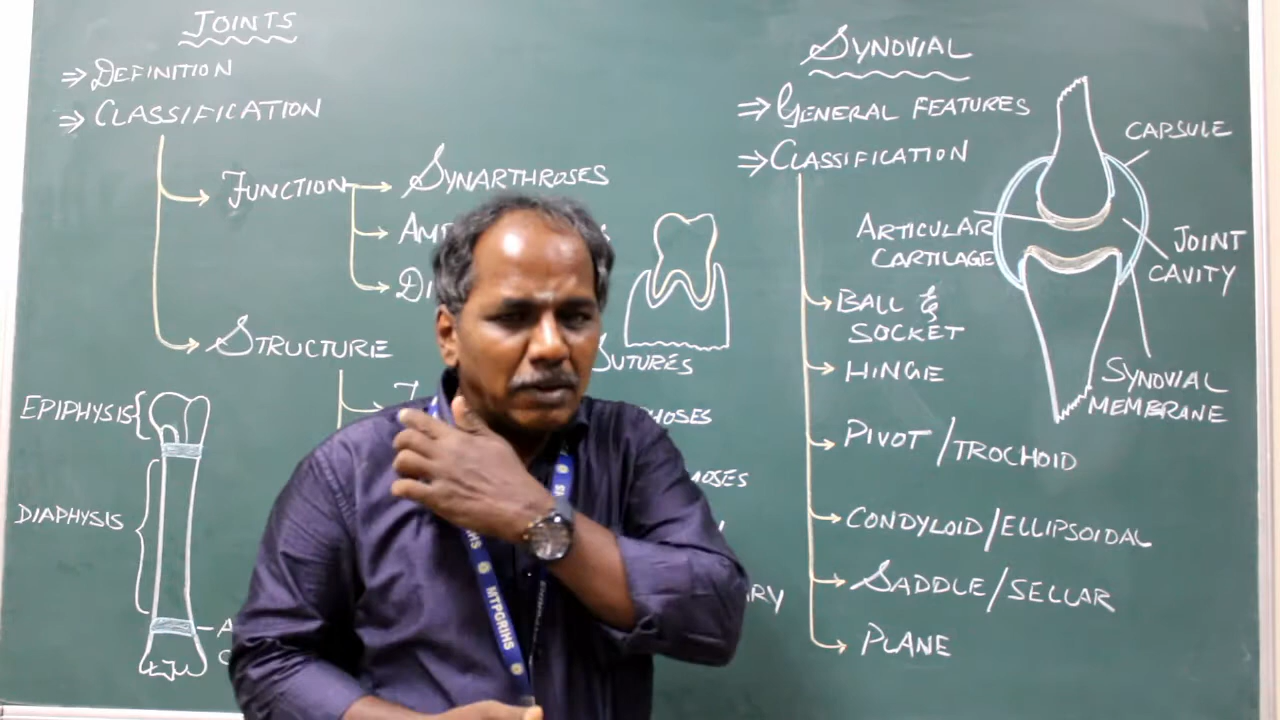 JOINTS
⇒ DEFINITION
⇒ CLASSIFICATION
FUNCTION
SYNARTHROSES
STRUCTURE
EPIPHYSIS
DIAPHYSIS
SUTURES
SYNOVIAL
⇒ GENERAL FEATURES
⇒ CLASSIFICATION
BALL &
SOCKET
HINGE
PIVOT/TROCHOID
CONDYLOID/ELLIPSOIDAL
SADDLE/SELLAR
PLANE
CAPSULE
ARTICULAR
CARTILAGE
JOINT
CAVITY
SYNOVIAL
MEMBRANE
MTPGRIHS